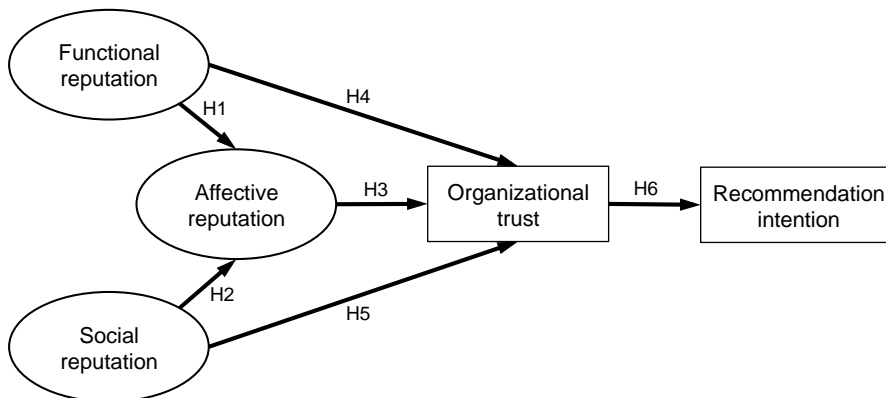 Functional
reputation
H1
H4
Affective
reputation
H3
Organizational
trust
H6
Recommendation
intention
H2
H5
Social
reputation